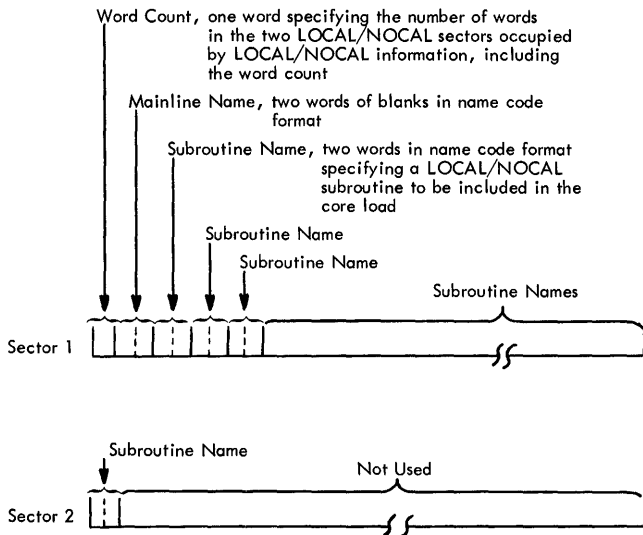 Word Count, one word specifying the number of words
in the two LOCAL/NOCAL sectors occupied
by LOCAL/NOCAL information, including
the word count
Mainline Name, two words of blanks in name code
format
Subroutine Name, two words in name code format
specifying a LOCAL/NOCAL
subroutine to be included in the
core load
Subroutine Name
Subroutine Name
Subroutine Names
Sector 1
Subroutine Name
Not Used
Sector 2